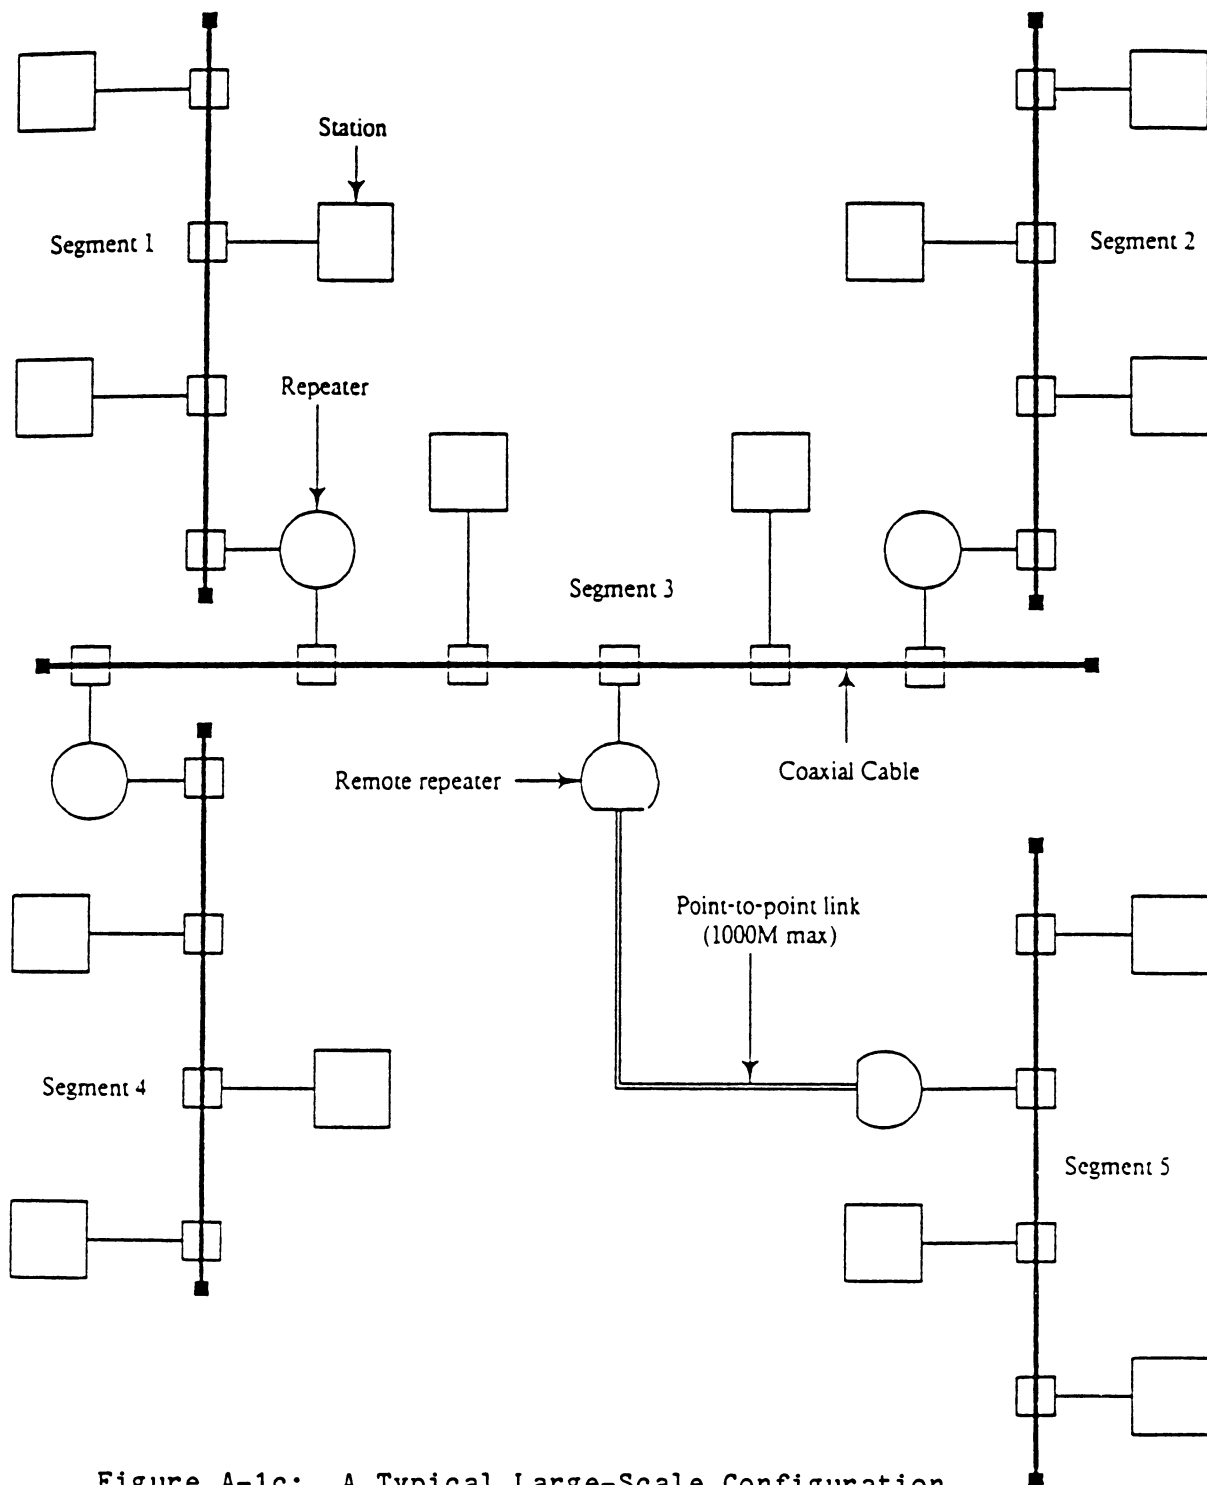 Station
Segment 1
Segment 2
Repeater
Segment 3
Remote repeater
Coaxial Cable
Point-to-point link
(1000M max)
Segment 4
Segment 5
Figure A-1c: A Typical Large-Scale Configuration